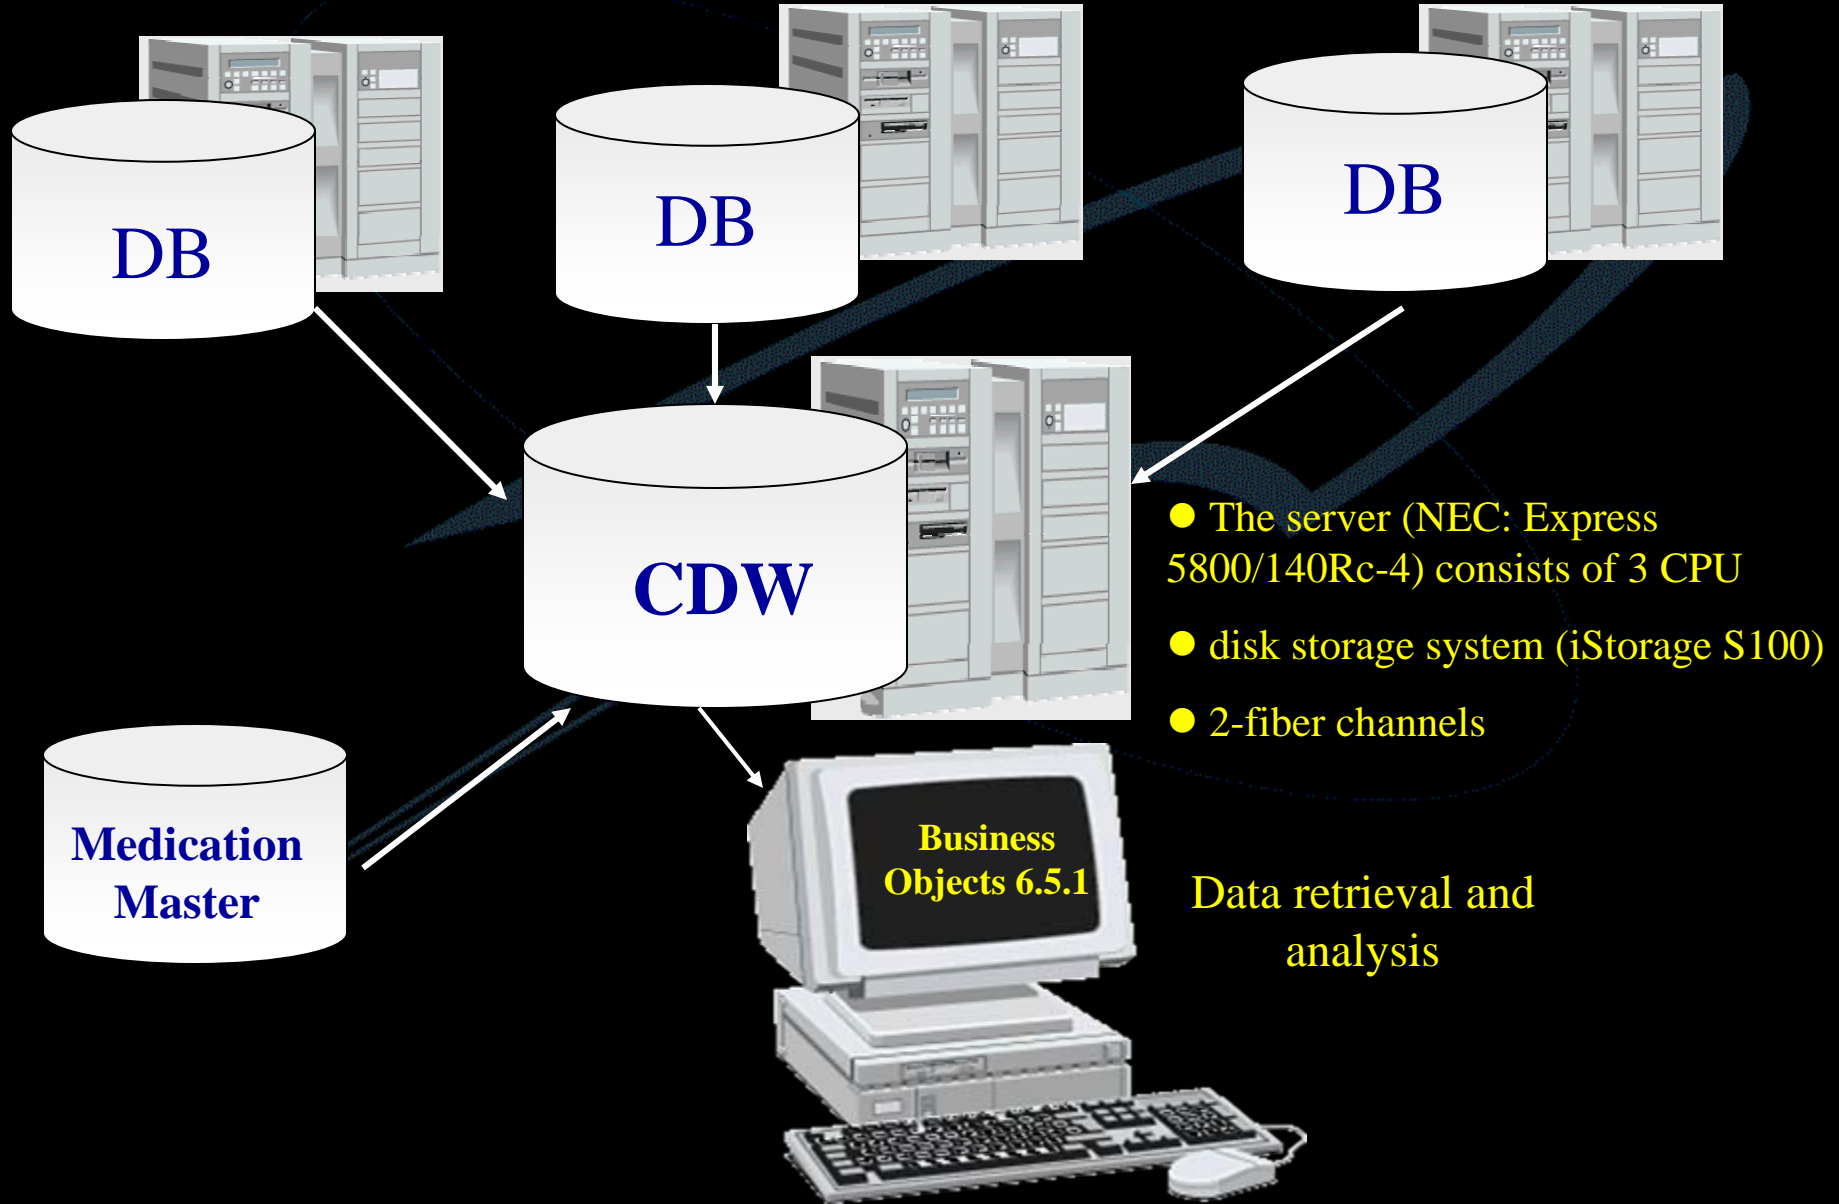 DB
DB
DB
CDW
● The server (NEC: Express
5800/140Rc-4) consists of 3 CPU
● disk storage system (iStorage S100)
● 2-fiber channels
Medication
Master
Business
Objects 6.5.1
Data retrieval and
analysis